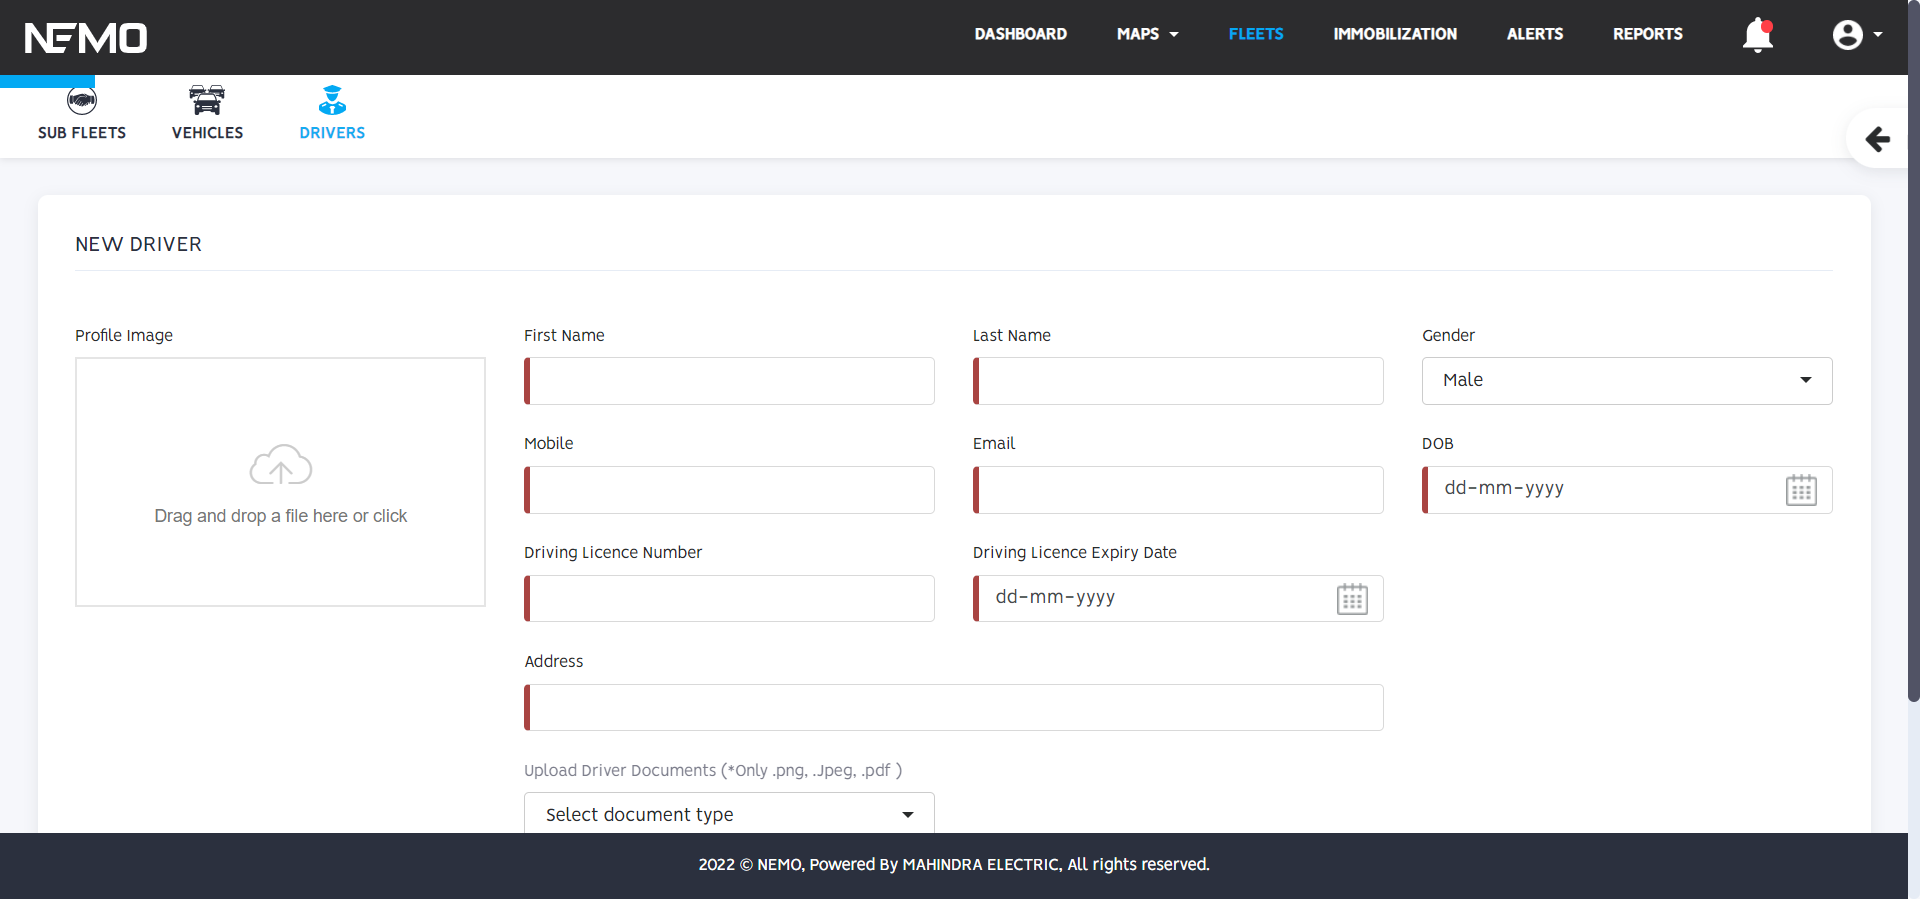 NEMO
DASHBOARD MAPS FLEETS IMMOBILIZATION ALERTS REPORTS
SUB FLEETS VEHICLES DRIVERS
NEW DRIVER
Profile Image
Drag and drop a file here or click
First Name
Last Name
Gender
Male
Mobile
Email
DOB
dd-mm-yyyy
Driving Licence Number
Driving Licence Expiry Date
dd-mm-yyyy
Address
Upload Driver Documents (*Only .png, .Jpeg, .pdf )
Select document type
2022 © NEMO, Powered By MAHINDRA ELECTRIC, All rights reserved.